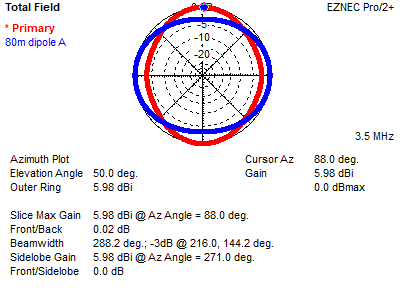 Total Field
EZNEC Pro/2+
* Primary
80m dipole A
-5
-10
-20
3.5 MHz
Azimuth Plot
Cursor Az 88.0 deg.
Elevation Angle 50.0 deg.
Gain 5.98 dBi
Outer Ring 5.98 dBi
0.0 dBmax
Slice Max Gain 5.98 dBi @ Az Angle = 88.0 deg.
Front/Back 0.02 dB
Beamwidth 288.2 deg.; -3dB @ 216.0, 144.2 deg.
Sidelobe Gain 5.98 dBi @ Az Angle = 271.0 deg.
Front/Sidelobe 0.0 dB